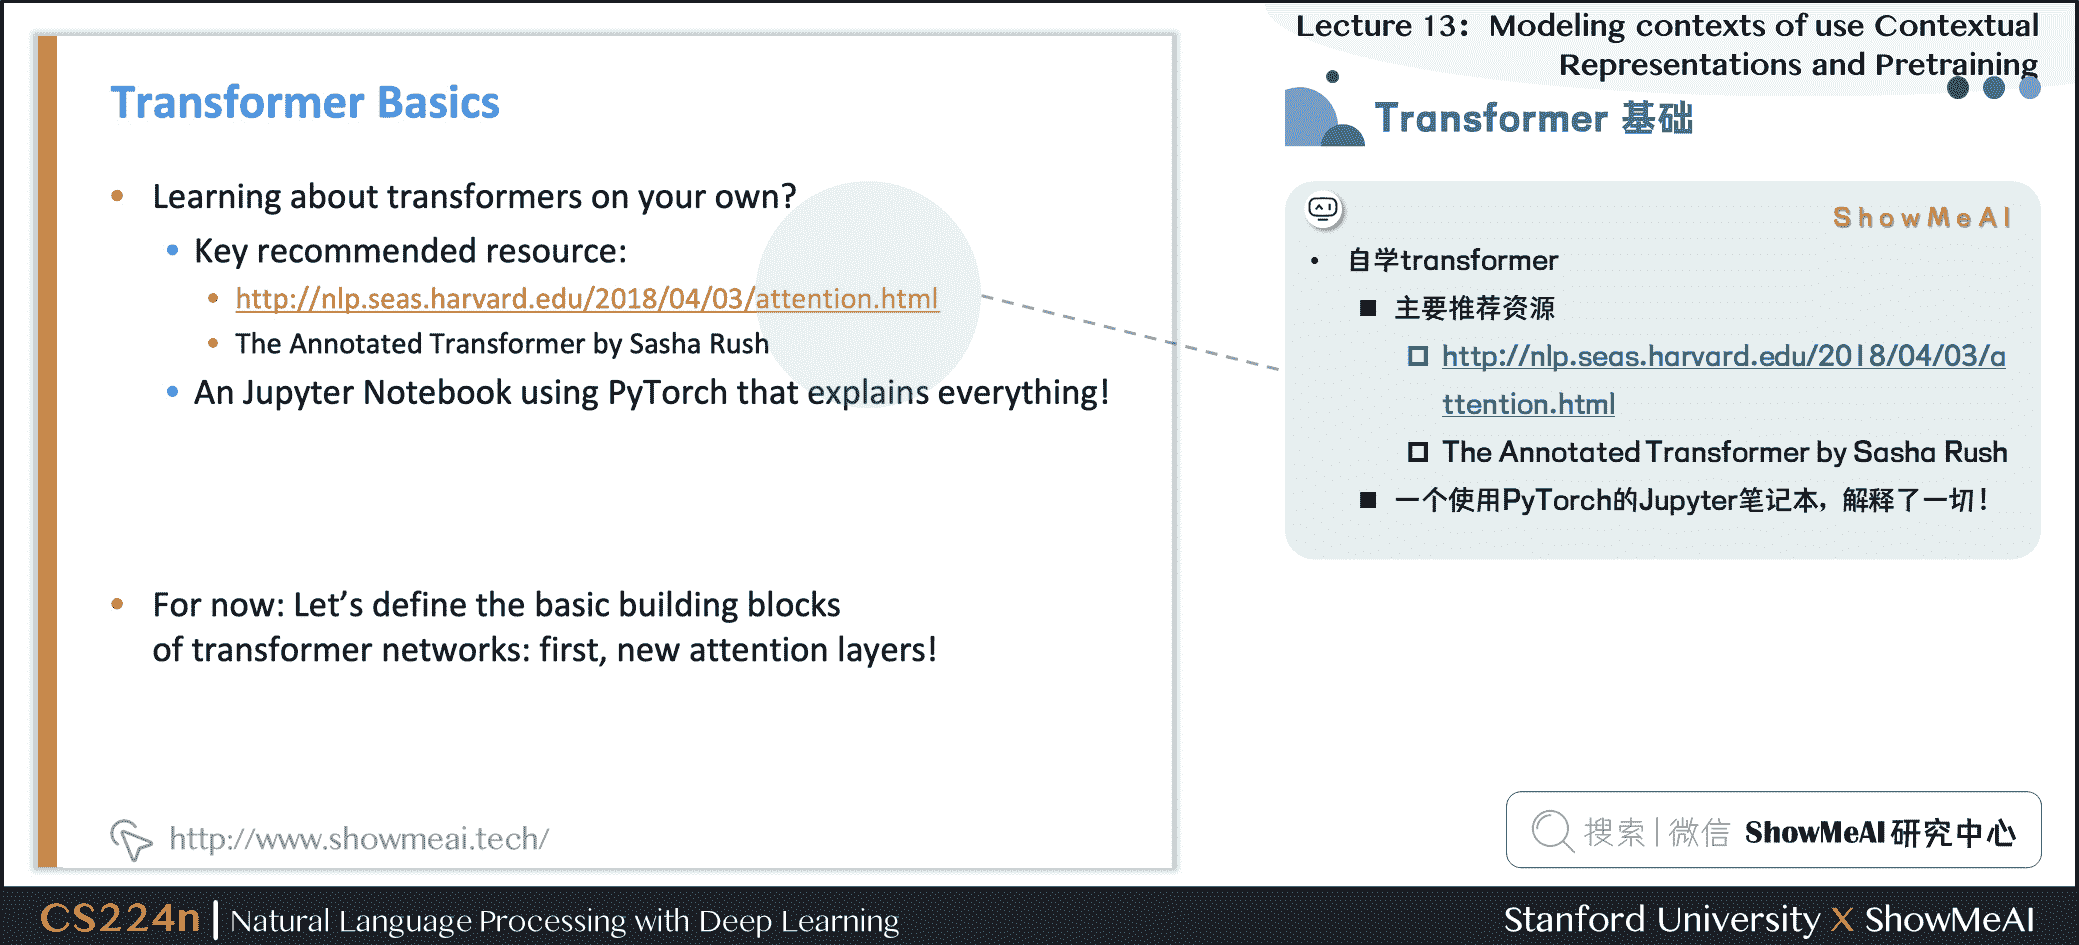 Lecture 13：Modeling contexts of use Contextual
Representations and Pretraining
Transformer Basics
• Learning about transformers on your own?
• Key recommended resource:
• http://nlp.seas.harvard.edu/2018/04/03/attention.html
• The Annotated Transformer by Sasha Rush
• An Jupyter Notebook using PyTorch that explains everything!
• For now: Let’s define the basic building blocks
of transformer networks: first, new attention layers!
http://www.showmeai.tech/
Transformer 基础
ShowMeAI
• 自学transformer
■ 主要推荐资源
□ http://nlp.seas.harvard.edu/2018/04/03/a
ttention.html
□ The Annotated Transformer by Sasha Rush
■ 一个使用PyTorch的Jupyter笔记本，解释了一切！
搜索|微信 ShowMeAI研究中心
CS224n | Natural Language Processing with Deep Learning
Stanford University X ShowMeAI